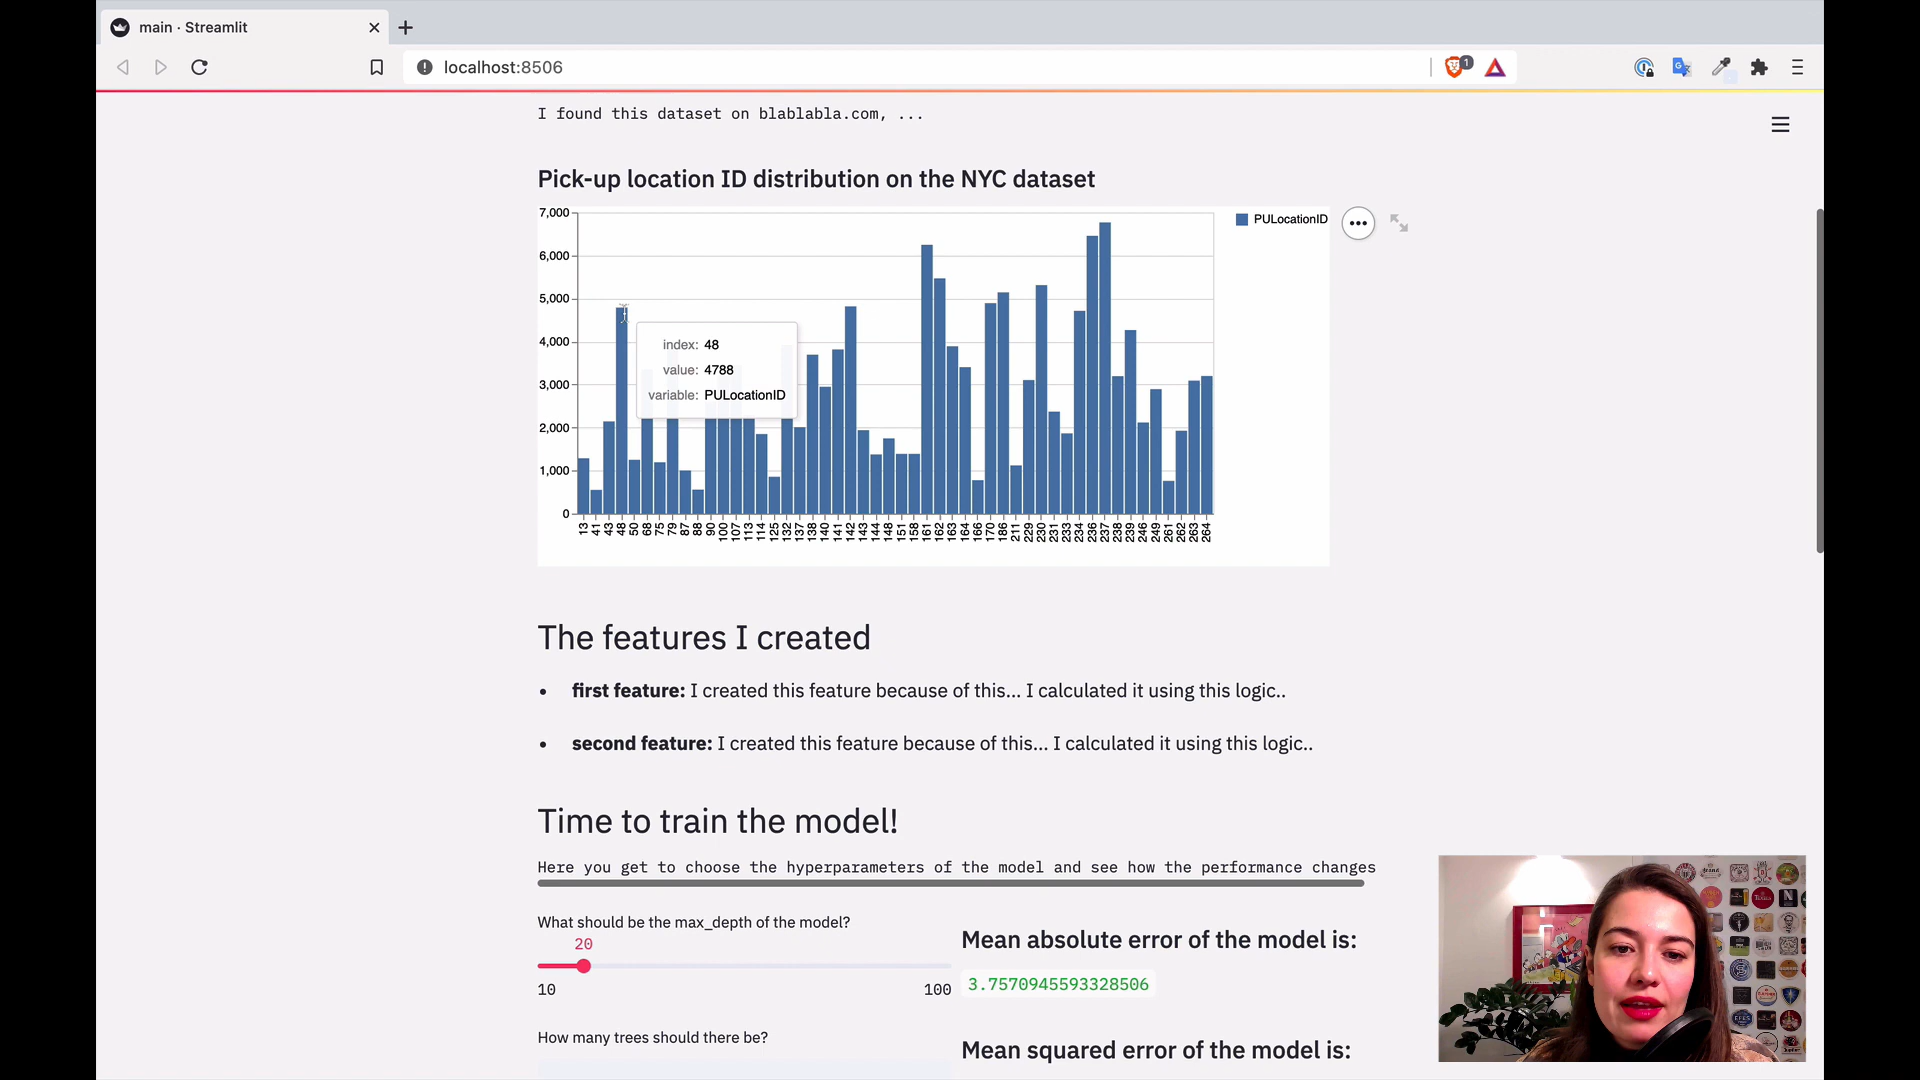 main · Streamlit
localhost:8506
1
I found this dataset on blablabla.com, ...
Pick-up location ID distribution on the NYC dataset
7,000
6,000
5,000
4,000
3,000
2,000
1,000
0
PULocationID
index: 48
value: 4788
variable: PULocationID
13 41 43 48 50 68 75 79 87 88 90 100 107 113 114 125 132 137 138 140 141 142 143 144 148 151 158 161 162 163 164 166 170 186 211 229 230 231 233 234 236 237 238 239 246 249 261 262 263 264
The features I created
• first feature: I created this feature because of this... I calculated it using this logic..
• second feature: I created this feature because of this... I calculated it using this logic..
Time to train the model!
Here you get to choose the hyperparameters of the model and see how the performance changes
What should be the max_depth of the model?
20
10 100
How many trees should there be?
Mean absolute error of the model is:
3.7570945593328506
Mean squared error of the model is: